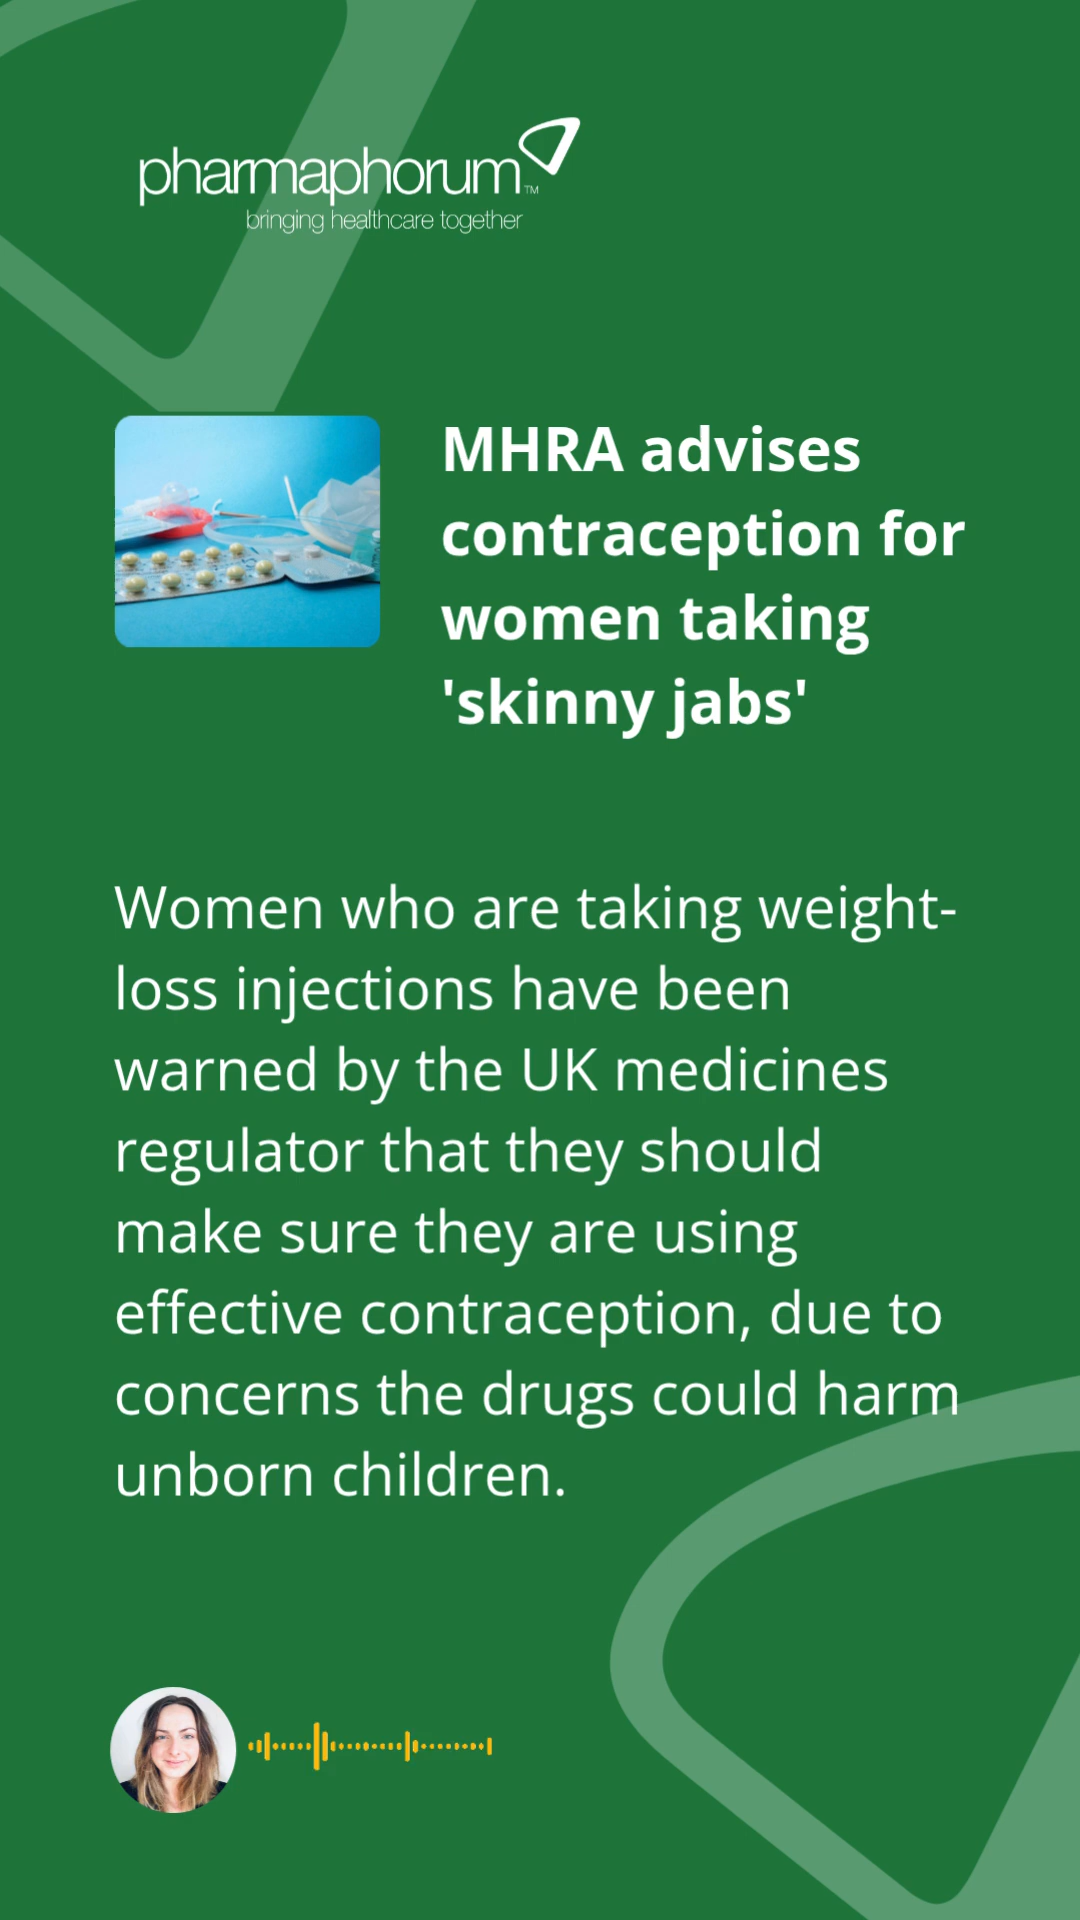 pharmaphorum™
bringing healthcare together
MHRA advises
contraception for
women taking
'skinny jabs'
Women who are taking weight-
loss injections have been
warned by the UK medicines
regulator that they should
make sure they are using
effective contraception, due to
concerns the drugs could harm
unborn children.